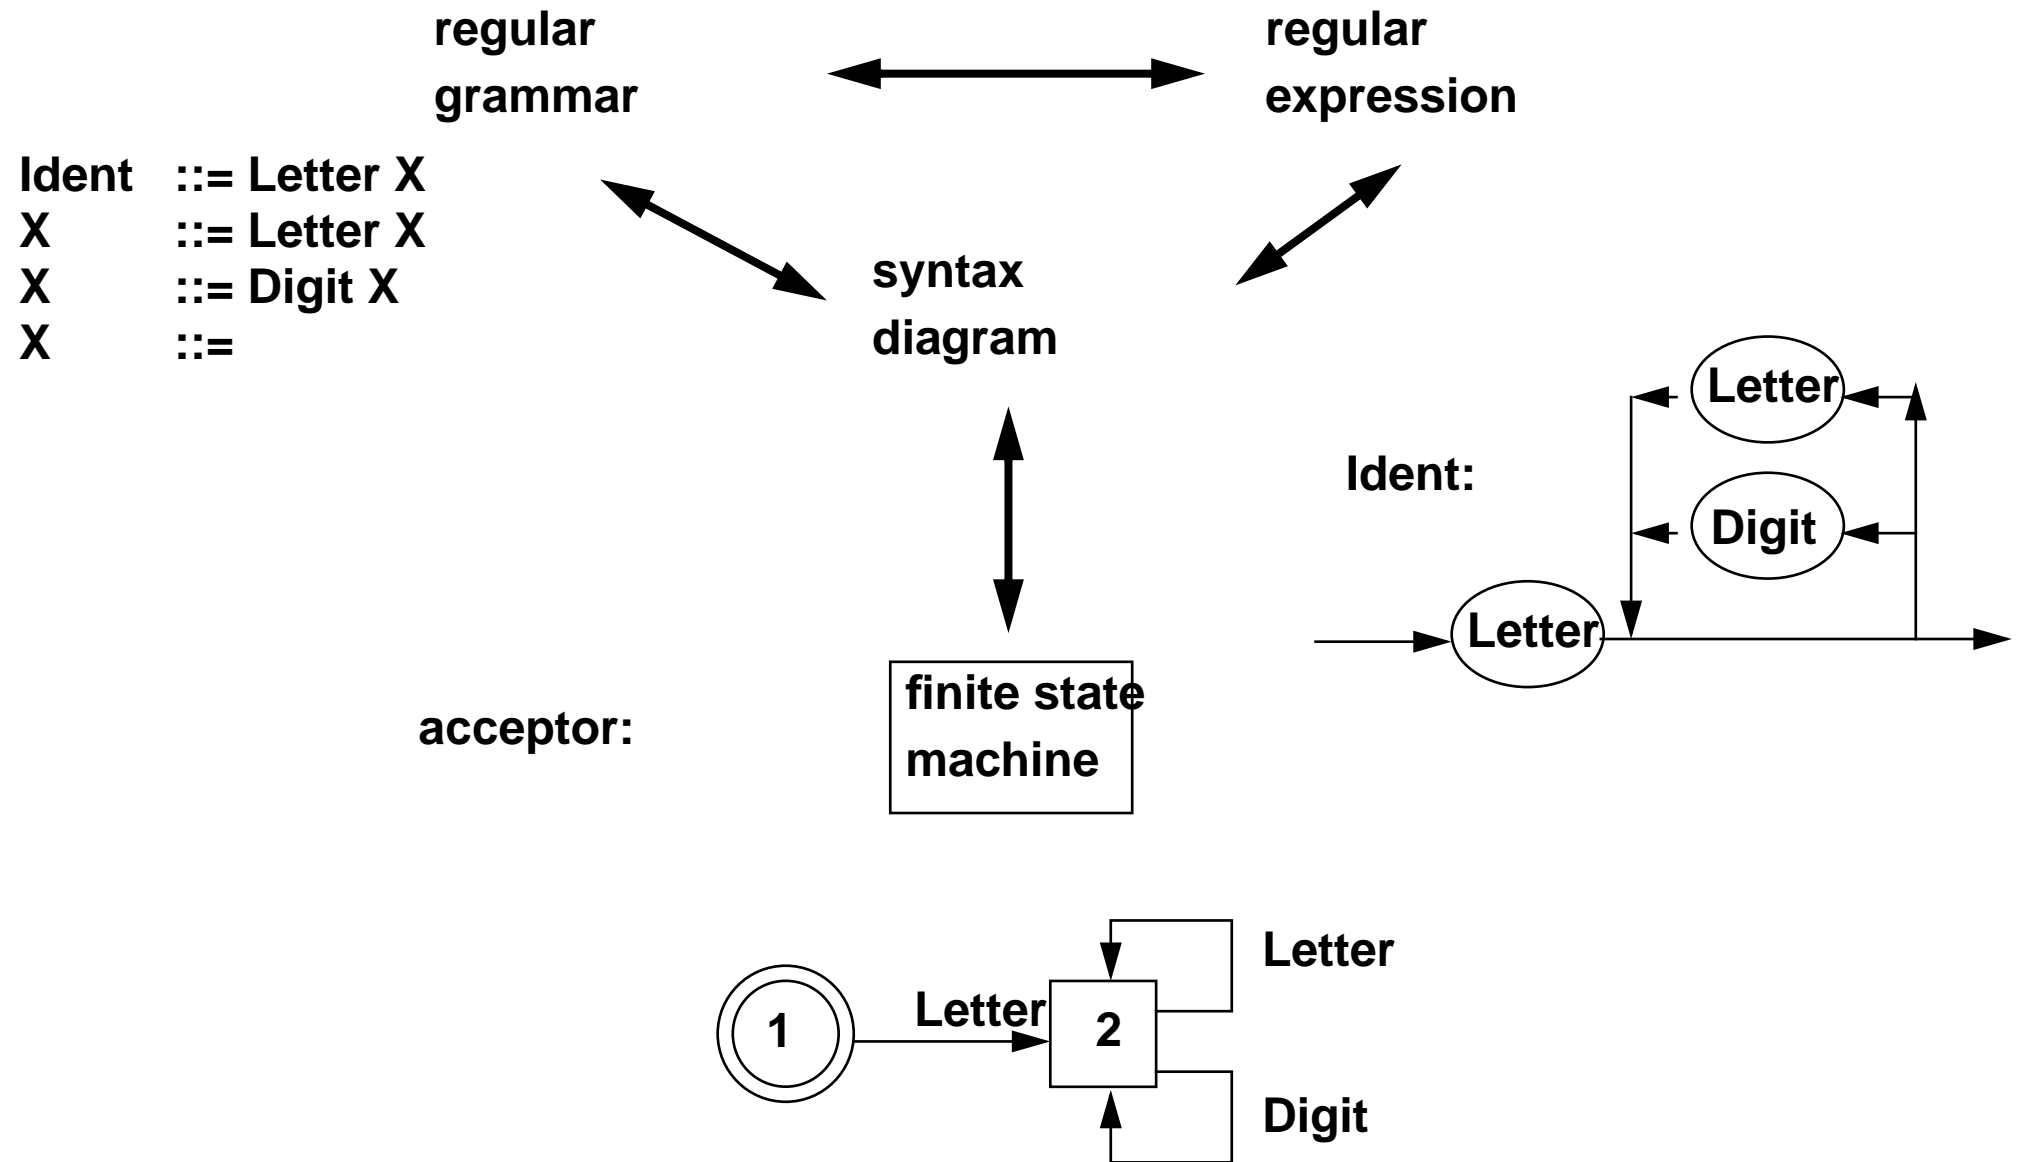 regular
grammar
regular
expression
Ident ::= Letter X
X ::= Letter X
X ::= Digit X
X ::=
syntax
diagram
Letter
Ident:
Digit
Letter
acceptor:
finite state
machine
Letter
1
Letter
2
Digit